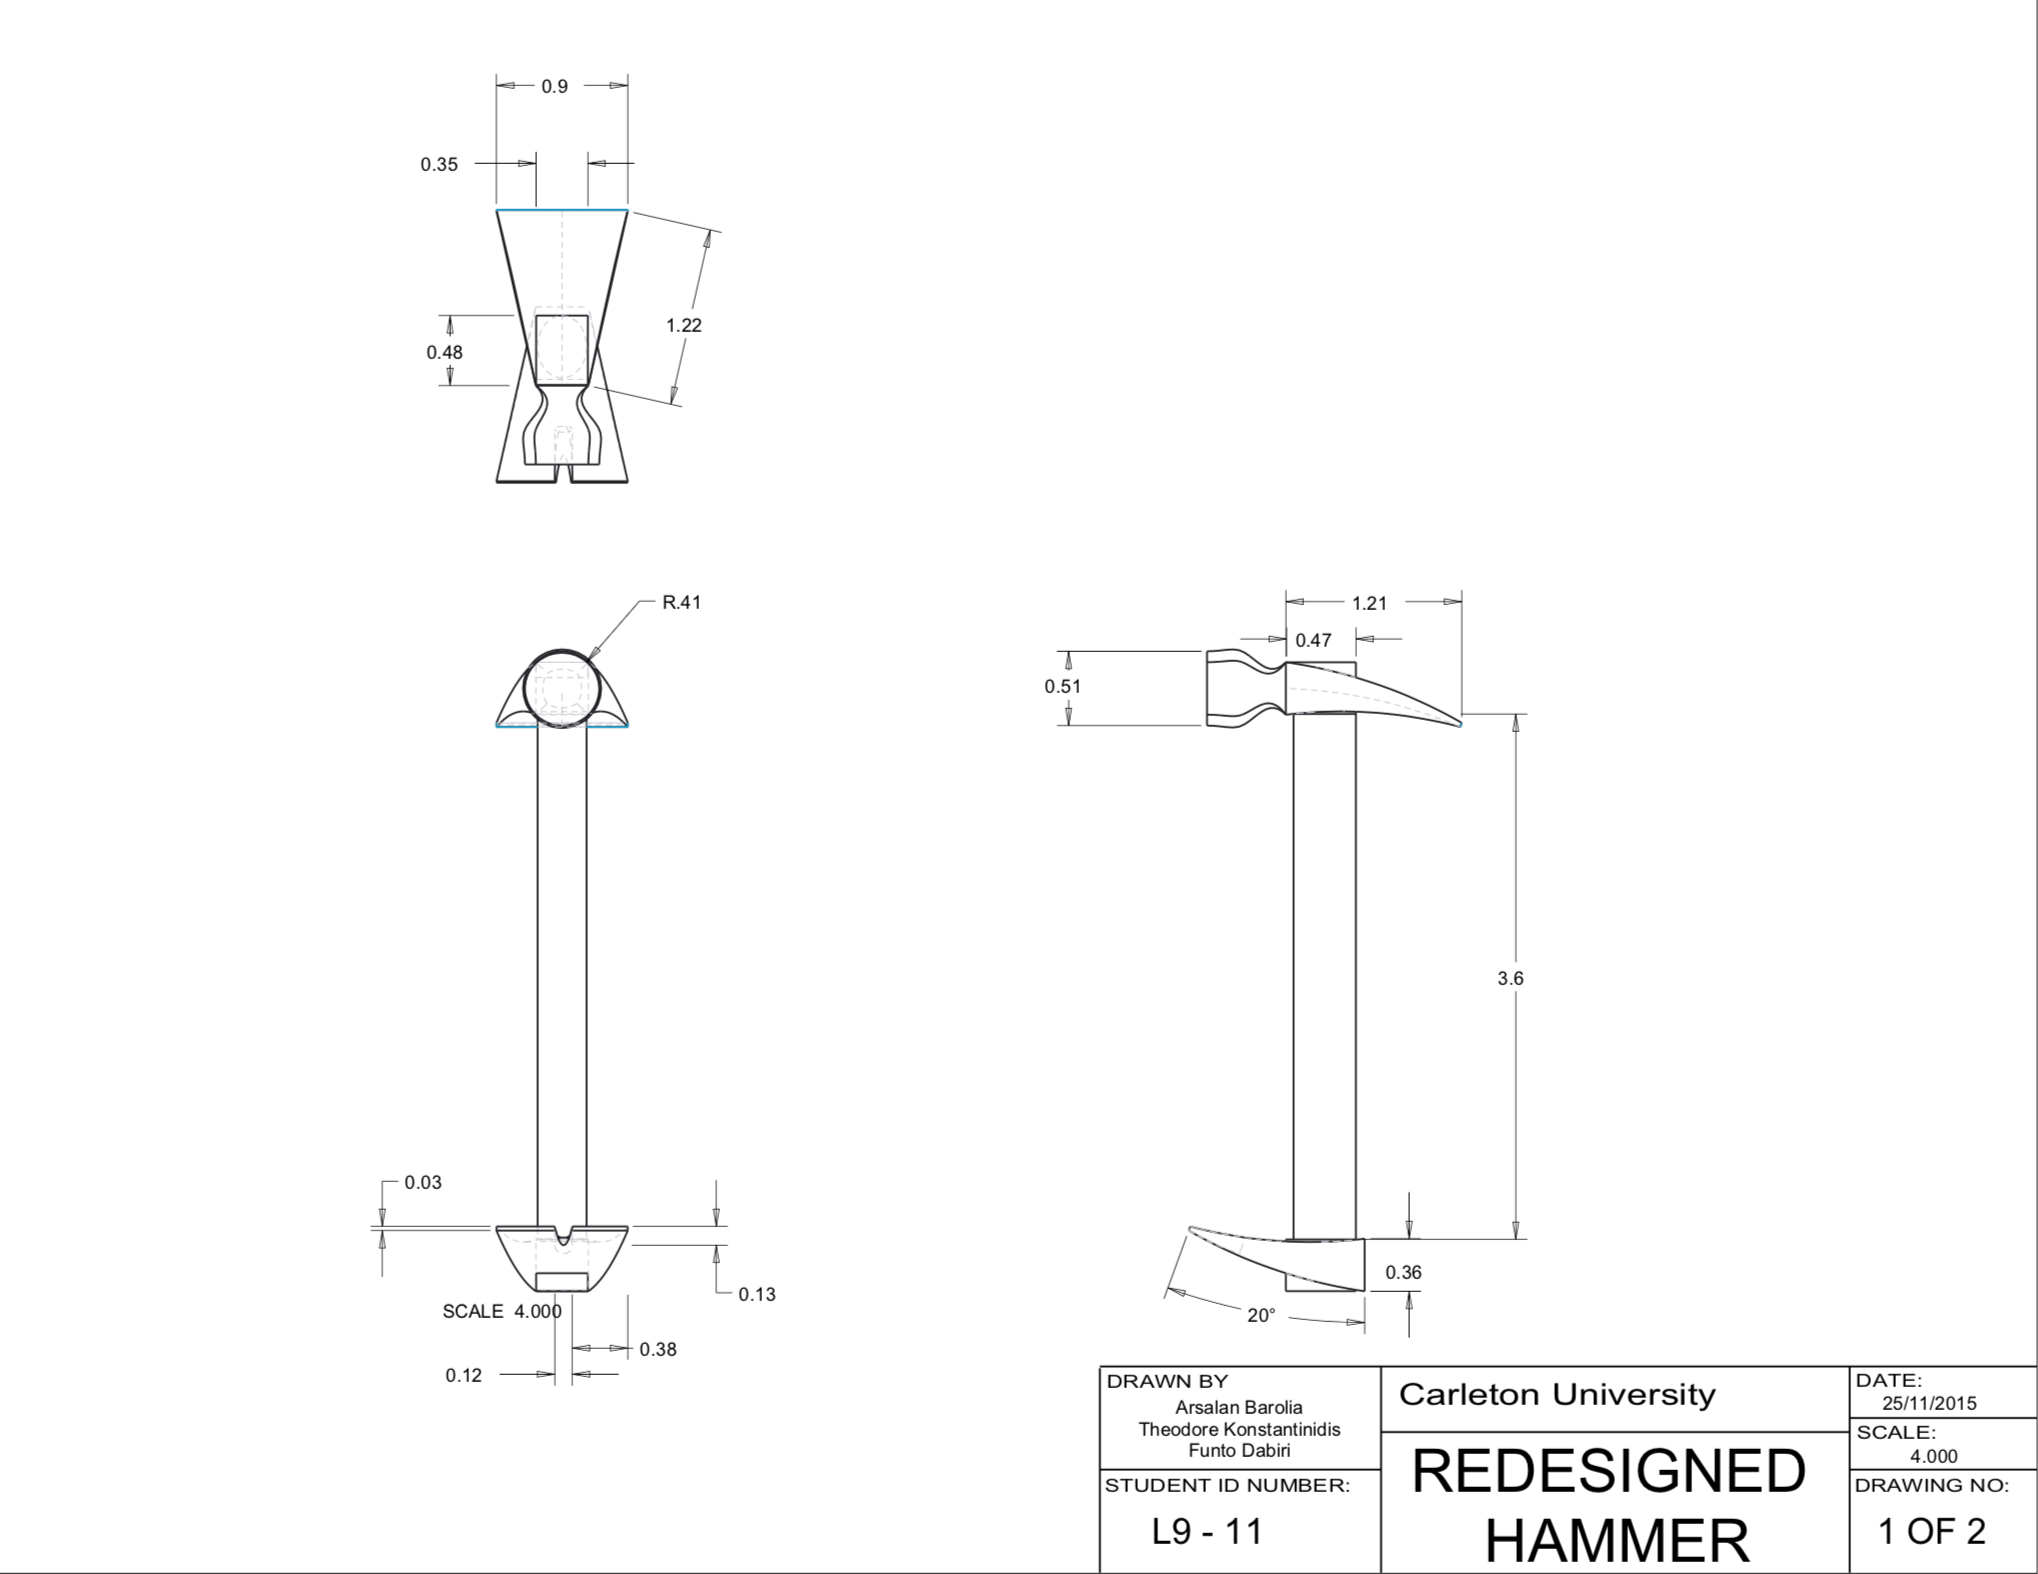 0.9
0.35
1.22
0.48
R.41
1.21
0.47
0.51
3.6
0.03
0.13
0.36
SCALE 4.000
20°
0.38
0.12
DRAWN BY
Arsalan Barolia
Theodore Konstantinidis
Funto Dabiri
STUDENT ID NUMBER:
L9 - 11
Carleton University
REDESIGNED
HAMMER
DATE:
25/11/2015
SCALE:
4.000
DRAWING NO:
1 OF 2